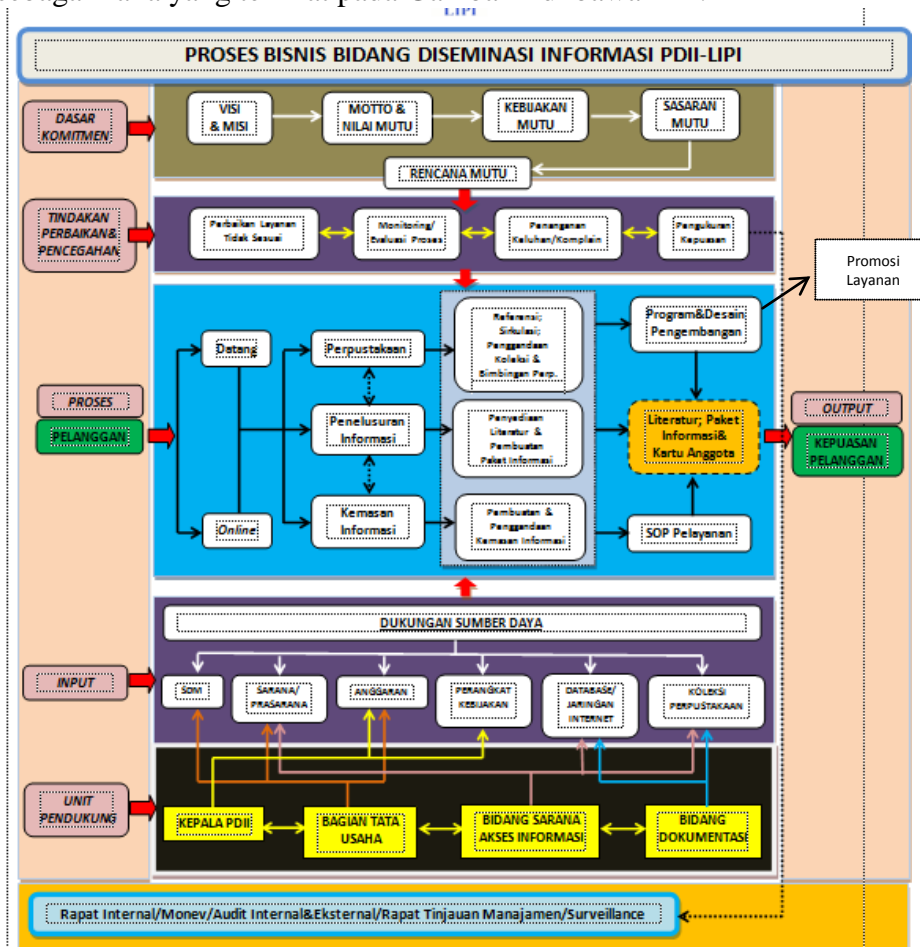 LIPI
PROSES BISNIS BIDANG DISEMINASI INFORMASI PDII-LIPI
DASAR
KOMITMEN
VISI
& MISI
MOTTO &
NILAI MUTU
KEBIJAKAN
MUTU
SASARAN
MUTU
RENCANA MUTU
TINDAKAN
PERBAIKAN&
PENCEGAHAN
Perbaikan Layanan
Tidak Sesuai
Monitoring/
Evaluasi Proses
Penanganan
Keluhan/Komplain
Pengukuran
Kepuasan
Promosi
Layanan
PROSES
PELANGGAN
Datang
Online
Perpustakaan
Penelusuran
Informasi
Kemasan
Informasi
Referensi;
Sirkulasi;
Penggandaan
Koleksi &
Bimbingan Perp.
Penyediaan
Literatur &
Pembuatan
Paket Informasi
Pembuatan &
Penggandaan
Kemasan Informasi
Program&Desain
Pengembangan
Literatur; Paket
Informasi&
Kartu Anggota
SOP Pelayanan
OUTPUT
KEPUASAN
PELANGGAN
INPUT
DUKUNGAN SUMBER DAYA
SDM
SARANA/
PRASARANA
ANGGARAN
PERANGKAT
KEBIJAKAN
DATABASE/
JARINGAN
INTERNET
KOLEKSI
PERPUSTAKAAN
UNIT
PENDUKUNG
KEPALA PDII
BAGIAN TATA
USAHA
BIDANG SARANA
AKSES INFORMASI
BIDANG
DOKUMENTASI
Rapat Internal/Monev/Audit Internal&Eksternal/Rapat Tinjauan Manajamen/Surveillance